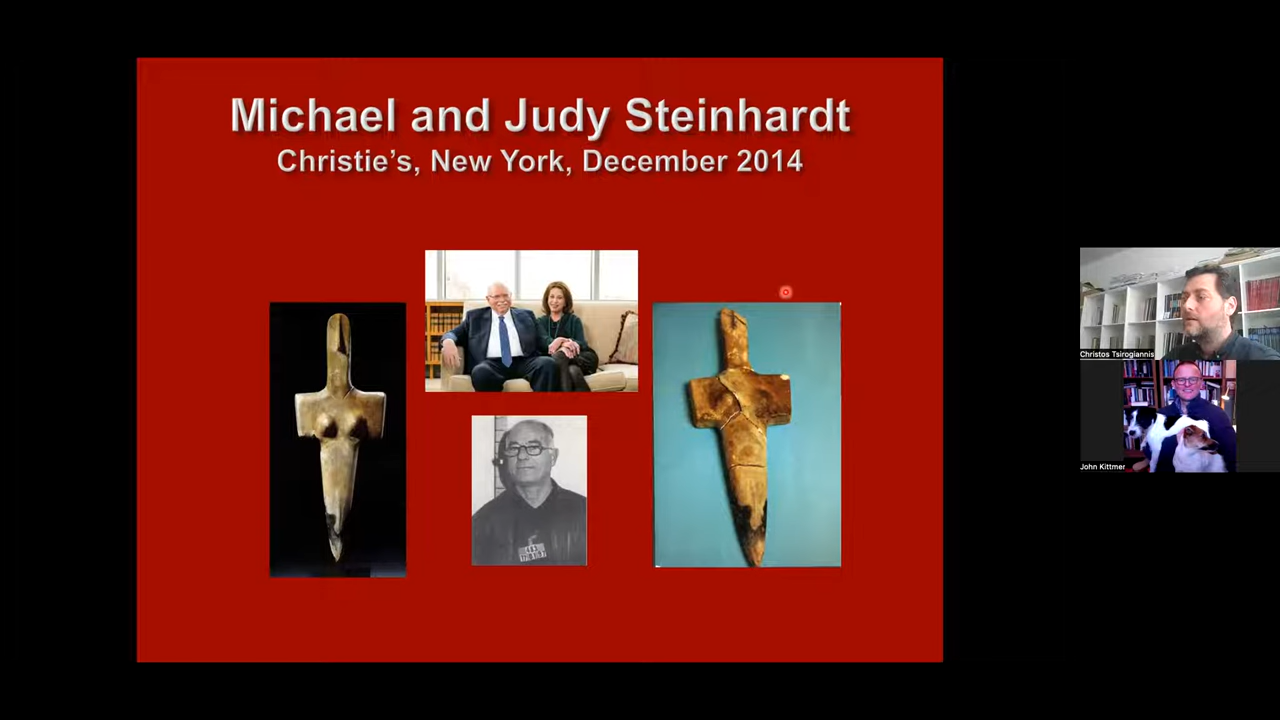 Michael and Judy Steinhardt
Christie’s, New York, December 2014
Christos Tsirogiannis
John Kittmer